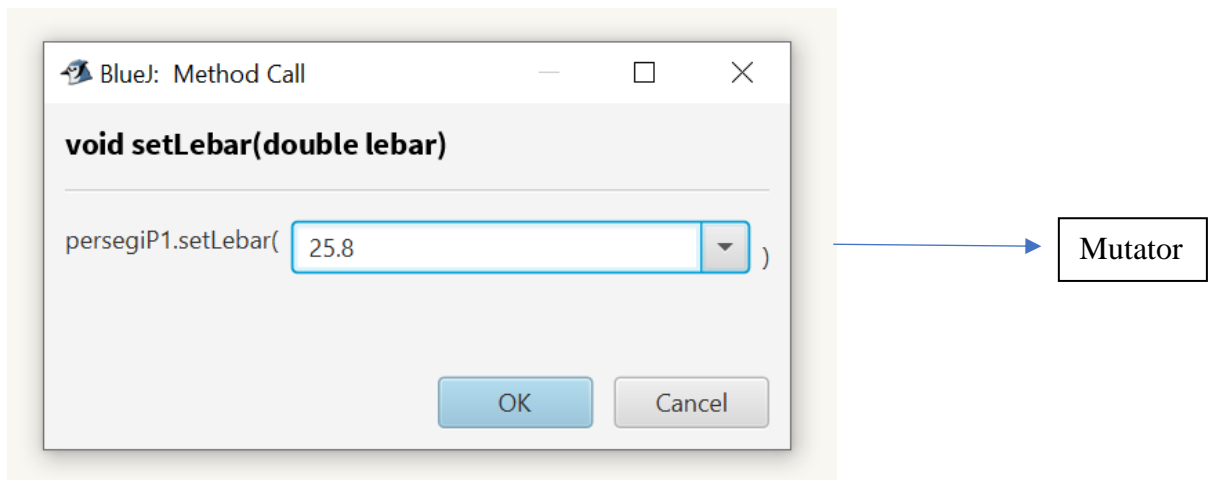 BlueJ: Method Call
void setLebar(double lebar)
persegiP1.setLebar( 25.8 )
Mutator
OK Cancel